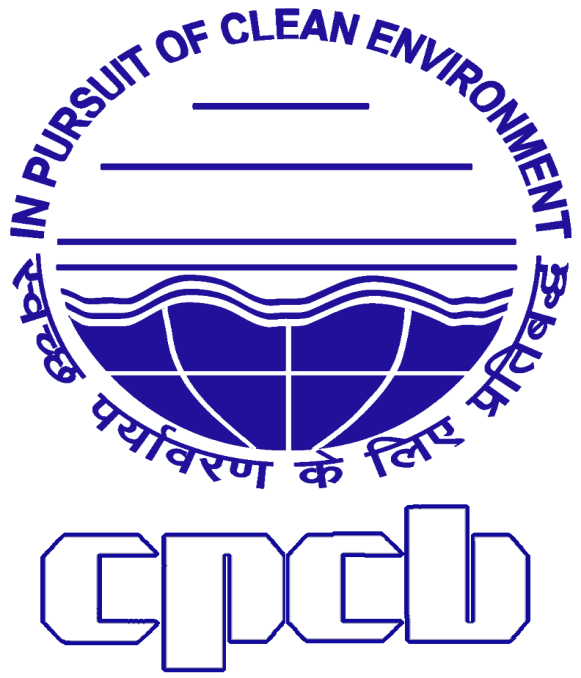 IN PURSUIT OF CLEAN ENVIRONMENT
स्वच्छ पर्यावरण के लिए प्रतिबद्ध
cpcb